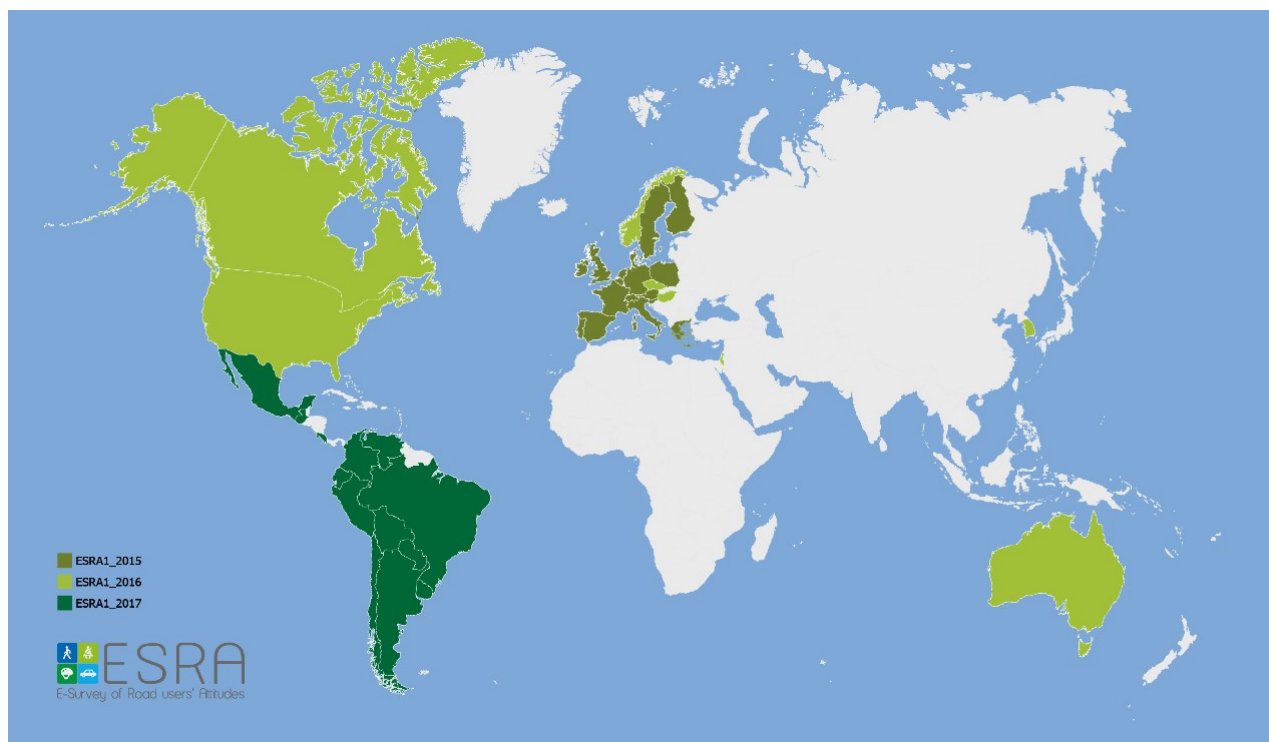 ESRA1_2015
ESRA1_2016
ESRA1_2017
ESRA
E-Survey of Road users' Attitudes